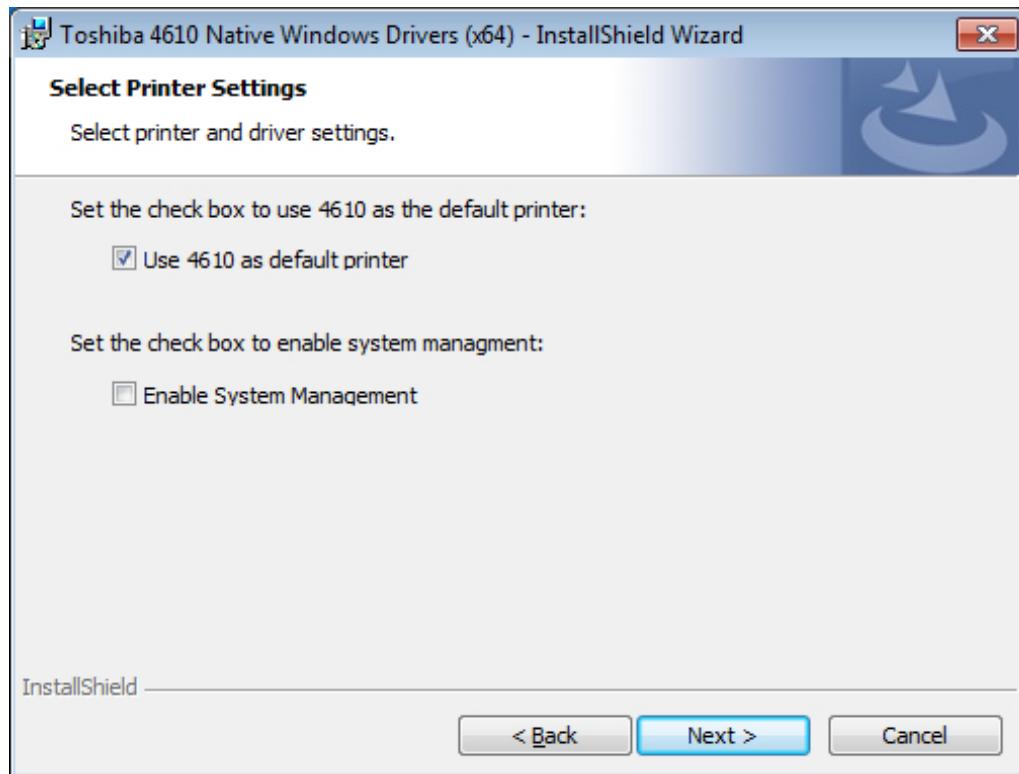 Toshiba 4610 Native Windows Drivers (x64) - InstallShield Wizard
Select Printer Settings
Select printer and driver settings.
Set the check box to use 4610 as the default printer:
Use 4610 as default printer
Set the check box to enable system managment:
Enable System Management
InstallShield
< Back Next > Cancel